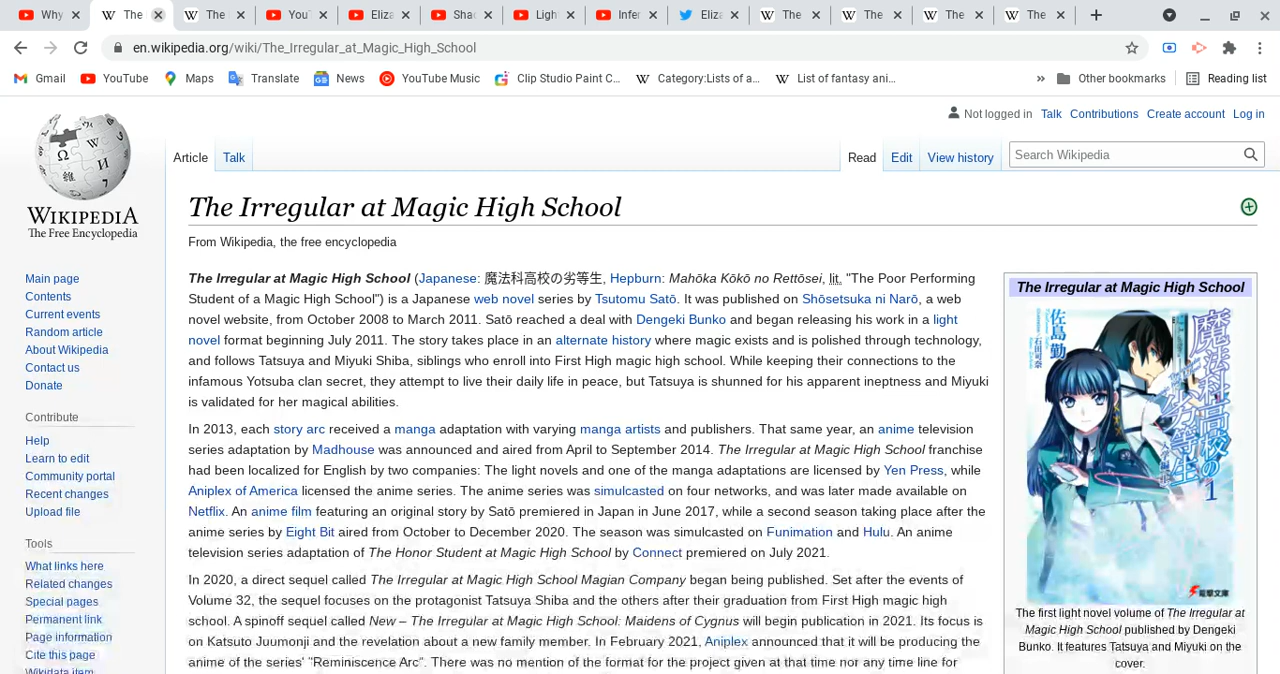 Why
The
The
YouT
Eliza
Shac
Ligh
Infer
Eliza
The
The
The
The
en.wikipedia.org/wiki/The_Irregular_at_Magic_High_School
Gmail YouTube Maps Translate News YouTube Music Clip Studio Paint C... Category:Lists of a... List of fantasy ani... » Other bookmarks Reading list
Not logged in Talk Contributions Create account Log in
Article Talk Read Edit View history Search Wikipedia
WIKIPEDIA
The Free Encyclopedia
Main page
Contents
Current events
Random article
About Wikipedia
Contact us
Donate
Contribute
Help
Learn to edit
Community portal
Recent changes
Upload file
Tools
What links here
Related changes
Special pages
Permanent link
Page information
Cite this page
Wikidata item
The Irregular at Magic High School
From Wikipedia, the free encyclopedia
The Irregular at Magic High School (Japanese: 魔法科高校の劣等生, Hepburn: Mahōka Kōkō no Rettōsei, lit. "The Poor Performing
Student of a Magic High School") is a Japanese web novel series by Tsutomu Satō. It was published on Shōsetsuka ni Narō, a web
novel website, from October 2008 to March 2011. Satō reached a deal with Dengeki Bunko and began releasing his work in a light
novel format beginning July 2011. The story takes place in an alternate history where magic exists and is polished through technology,
and follows Tatsuya and Miyuki Shiba, siblings who enroll into First High magic high school. While keeping their connections to the
infamous Yotsuba clan secret, they attempt to live their daily life in peace, but Tatsuya is shunned for his apparent ineptness and Miyuki
is validated for her magical abilities.
In 2013, each story arc received a manga adaptation with varying manga artists and publishers. That same year, an anime television
series adaptation by Madhouse was announced and aired from April to September 2014. The Irregular at Magic High School franchise
had been localized for English by two companies: The light novels and one of the manga adaptations are licensed by Yen Press, while
Aniplex of America licensed the anime series. The anime series was simulcasted on four networks, and was later made available on
Netflix. An anime film featuring an original story by Satō premiered in Japan in June 2017, while a second season taking place after the
anime series by Eight Bit aired from October to December 2020. The season was simulcasted on Funimation and Hulu. An anime
television series adaptation of The Honor Student at Magic High School by Connect premiered on July 2021.
In 2020, a direct sequel called The Irregular at Magic High School Magian Company began being published. Set after the events of
Volume 32, the sequel focuses on the protagonist Tatsuya Shiba and the others after their graduation from First High magic high
school. A spinoff sequel called New – The Irregular at Magic High School: Maidens of Cygnus will begin publication in 2021. Its focus is
on Katsuto Juumonji and the revelation about a new family member. In February 2021, Aniplex announced that it will be producing the
anime of the series' "Reminiscence Arc". There was no mention of the format for the project given at that time nor any time line for
The Irregular at Magic High School
魔法科高校の
劣等生
1
佐島 勤
電撃文庫
The first light novel volume of The Irregular at
Magic High School published by Dengeki
Bunko. It features Tatsuya and Miyuki on the
cover.